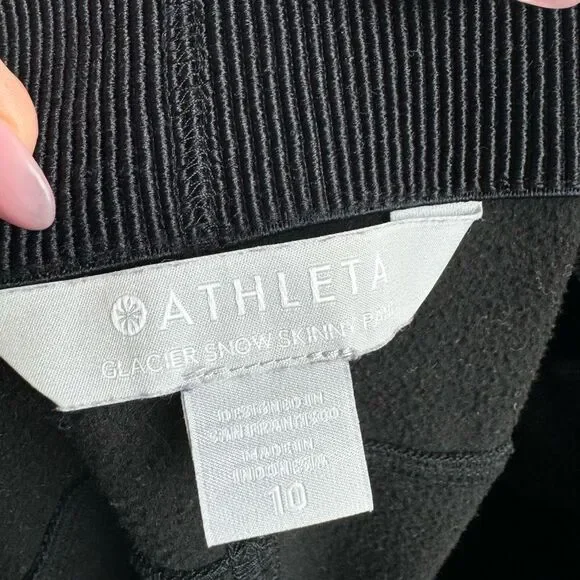 ATHLETA
GLACIER SNOW SKINNY PANT
DESIGNED IN
SAN FRANCISCO
MADE IN
INDONESIA
10